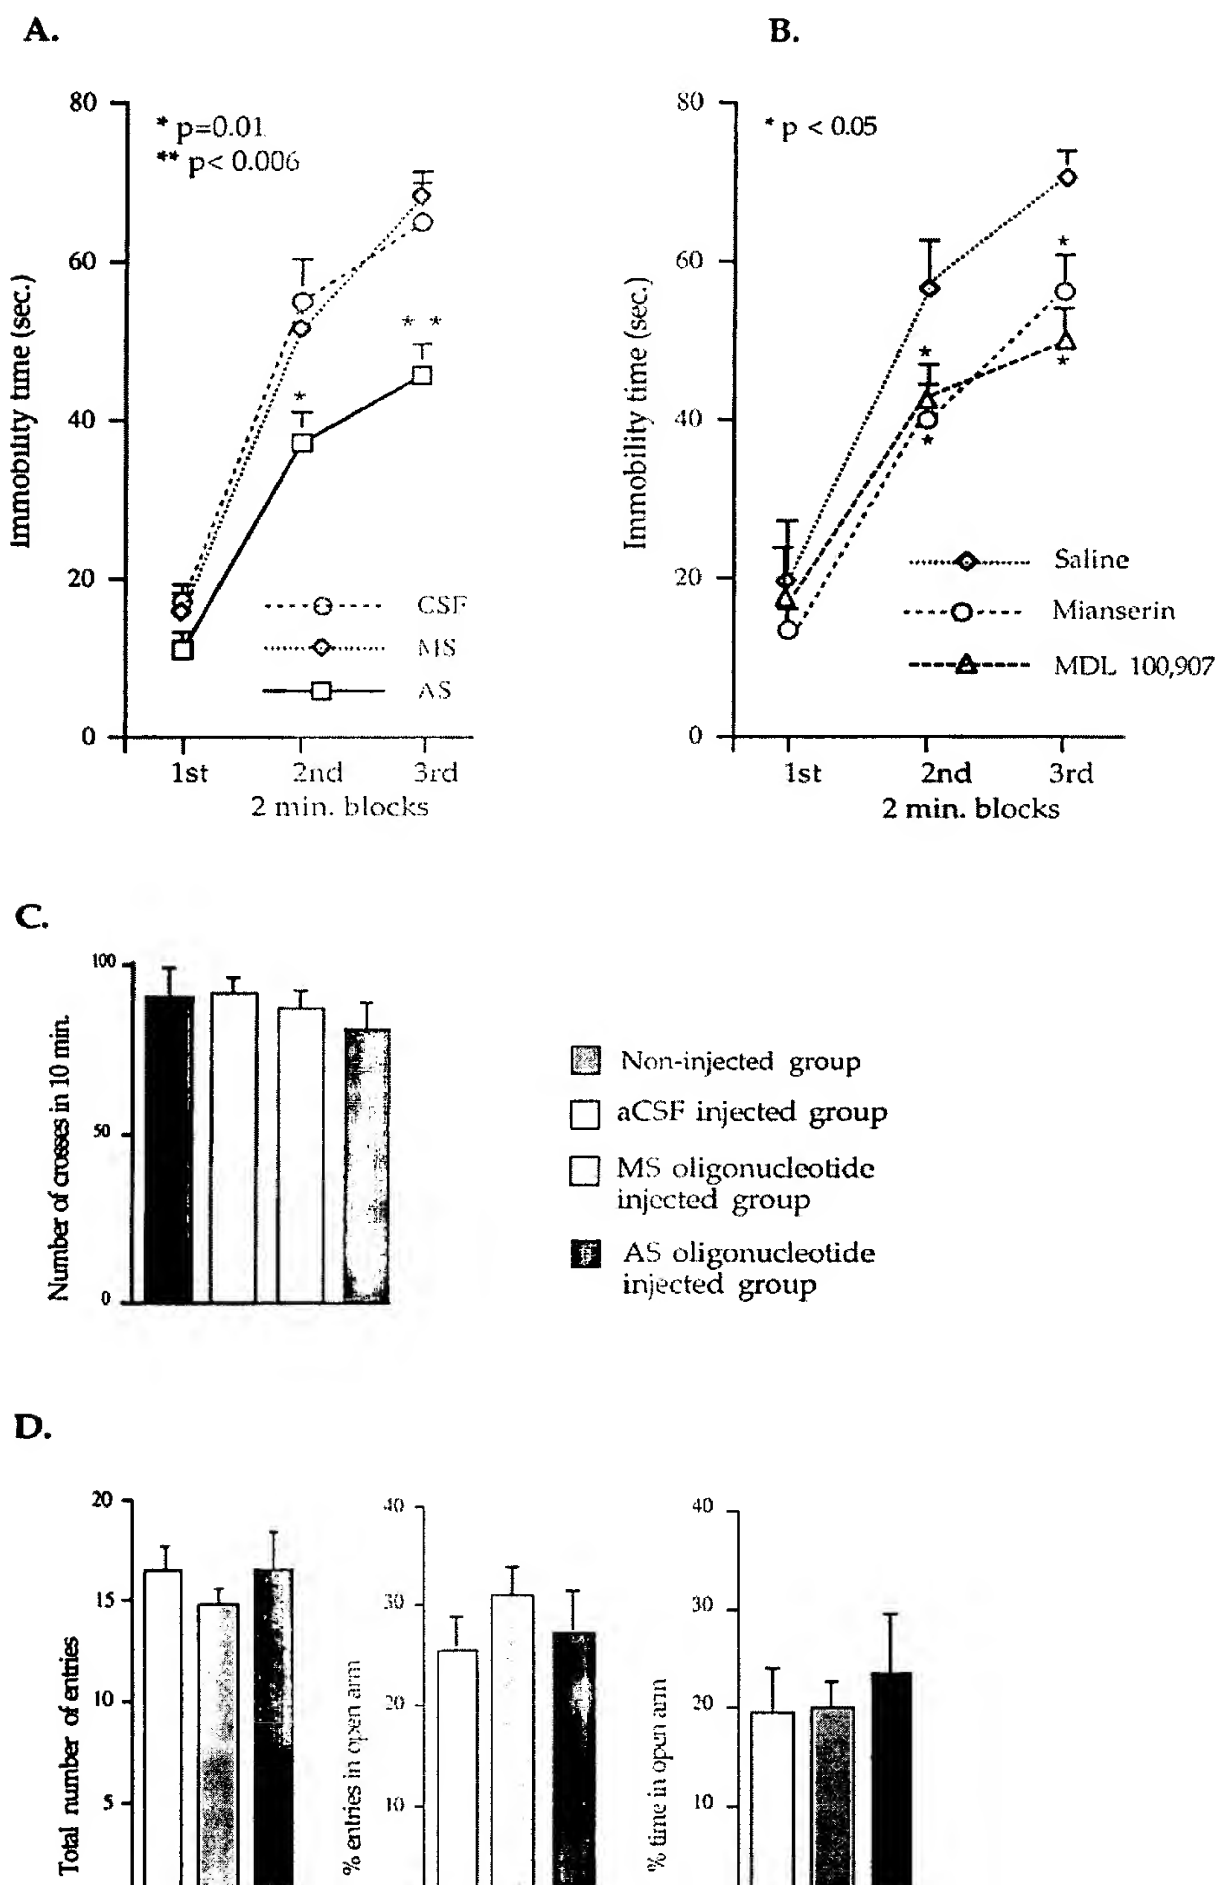 A.
80
60
40
20
0
Immobility time (sec.)
* p=0.01
** p< 0.006
*
* *
CSF
MS
AS
1st 2nd 3rd
2 min. blocks
B.
80
60
40
20
0
Immobility time (sec.)
* p < 0.05
*
*
*
*
Saline
Mianserin
MDL 100,907
1st 2nd 3rd
2 min. blocks
C.
100
50
0
Number of crosses in 10 min.
Non-injected group
aCSF injected group
MS oligonucleotide
injected group
AS oligonucleotide
injected group
D.
20
15
10
5
Total number of entries
40
30
20
10
% entries in open arm
40
30
20
10
% time in open arm